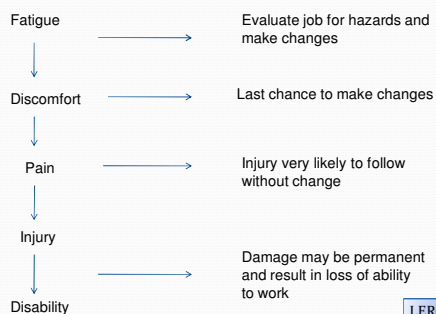 Fatigue
Evaluate job for hazards and
make changes
Discomfort
Last chance to make changes
Pain
Injury very likely to follow
without change
Injury
Damage may be permanent
and result in loss of ability
to work
Disability